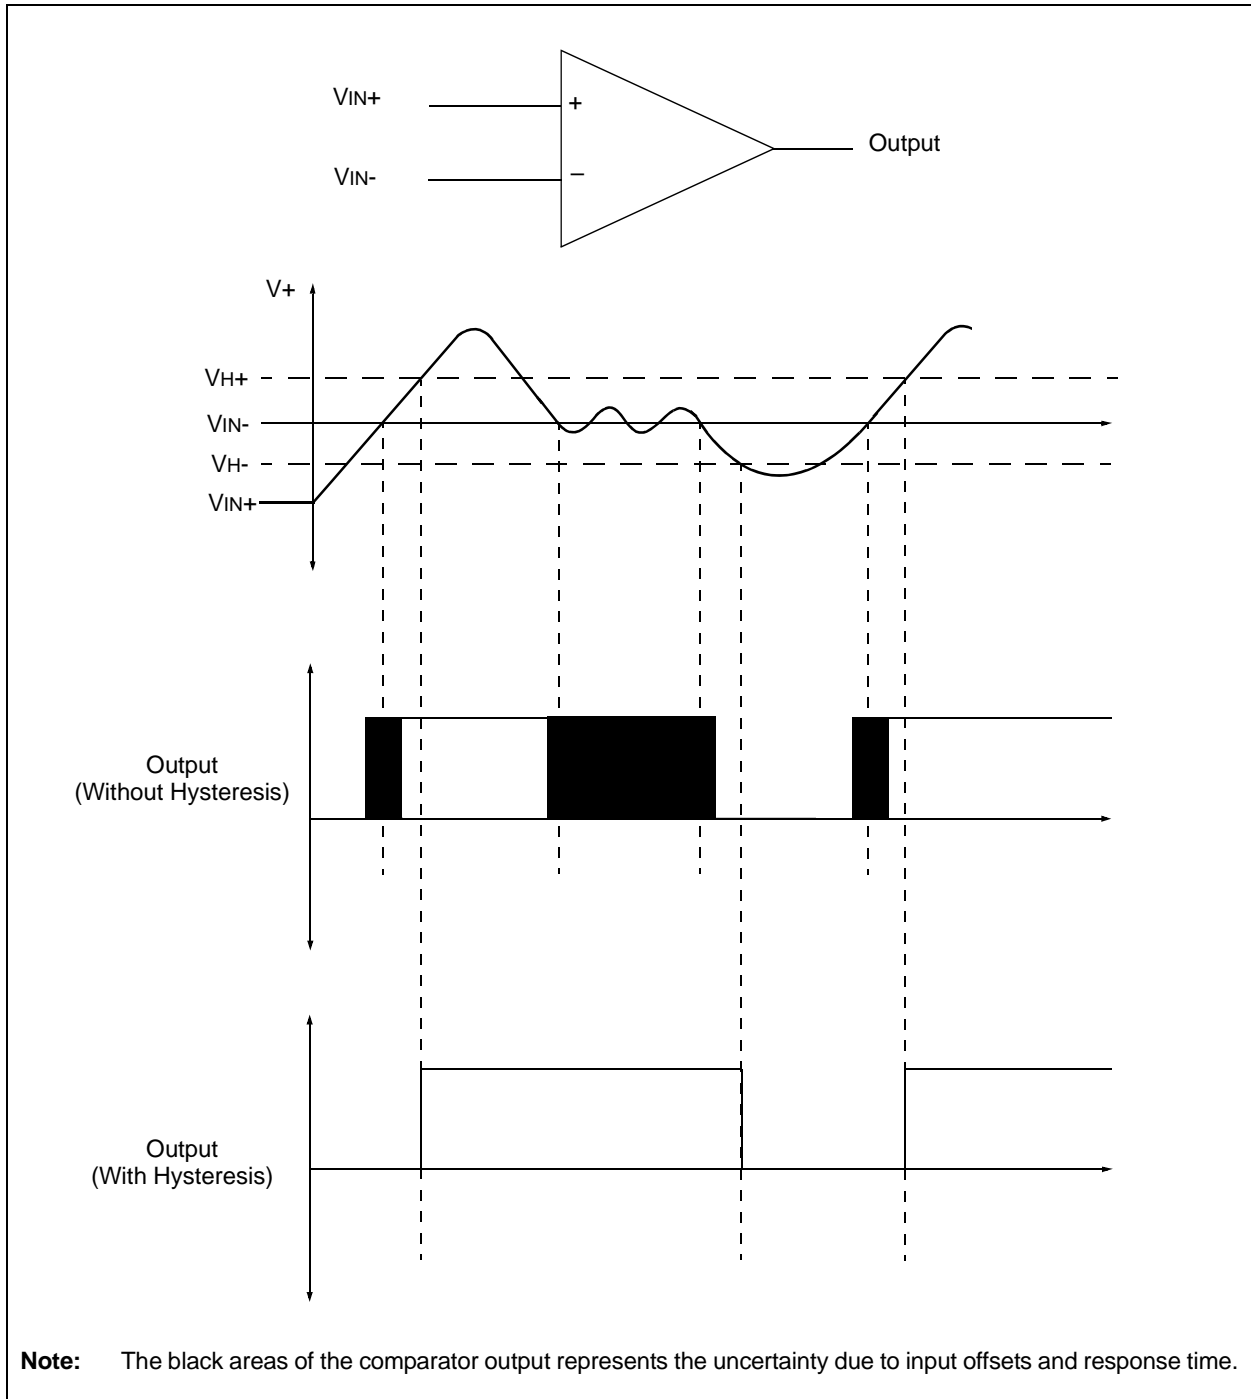 VIN+
+
Output
VIN-
–
V+
VH+
VIN-
VH-
VIN+
Output
(Without Hysteresis)
Output
(With Hysteresis)
Note: The black areas of the comparator output represents the uncertainty due to input offsets and response time.